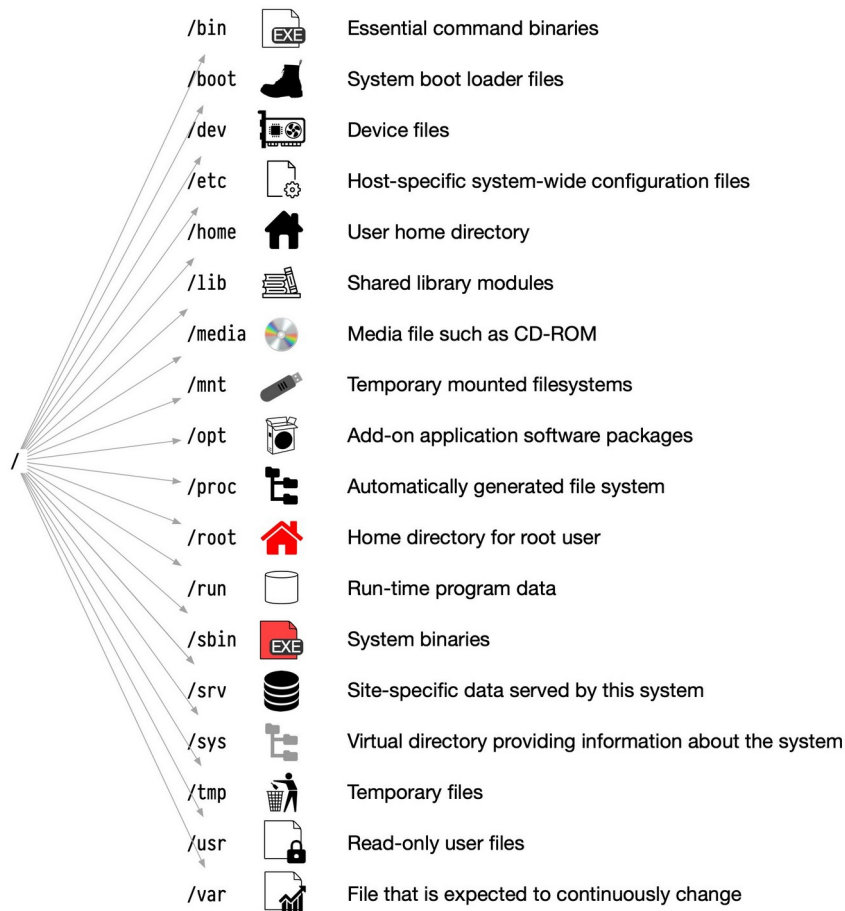 /bin EXE Essential command binaries
/boot System boot loader files
/dev Device files
/etc Host-specific system-wide configuration files
/home User home directory
/lib Shared library modules
/media Media file such as CD-ROM
/mnt Temporary mounted filesystems
/opt Add-on application software packages
/
/proc Automatically generated file system
/root Home directory for root user
/run Run-time program data
/sbin EXE System binaries
/srv Site-specific data served by this system
/sys Virtual directory providing information about the system
/tmp Temporary files
/usr Read-only user files
/var File that is expected to continuously change